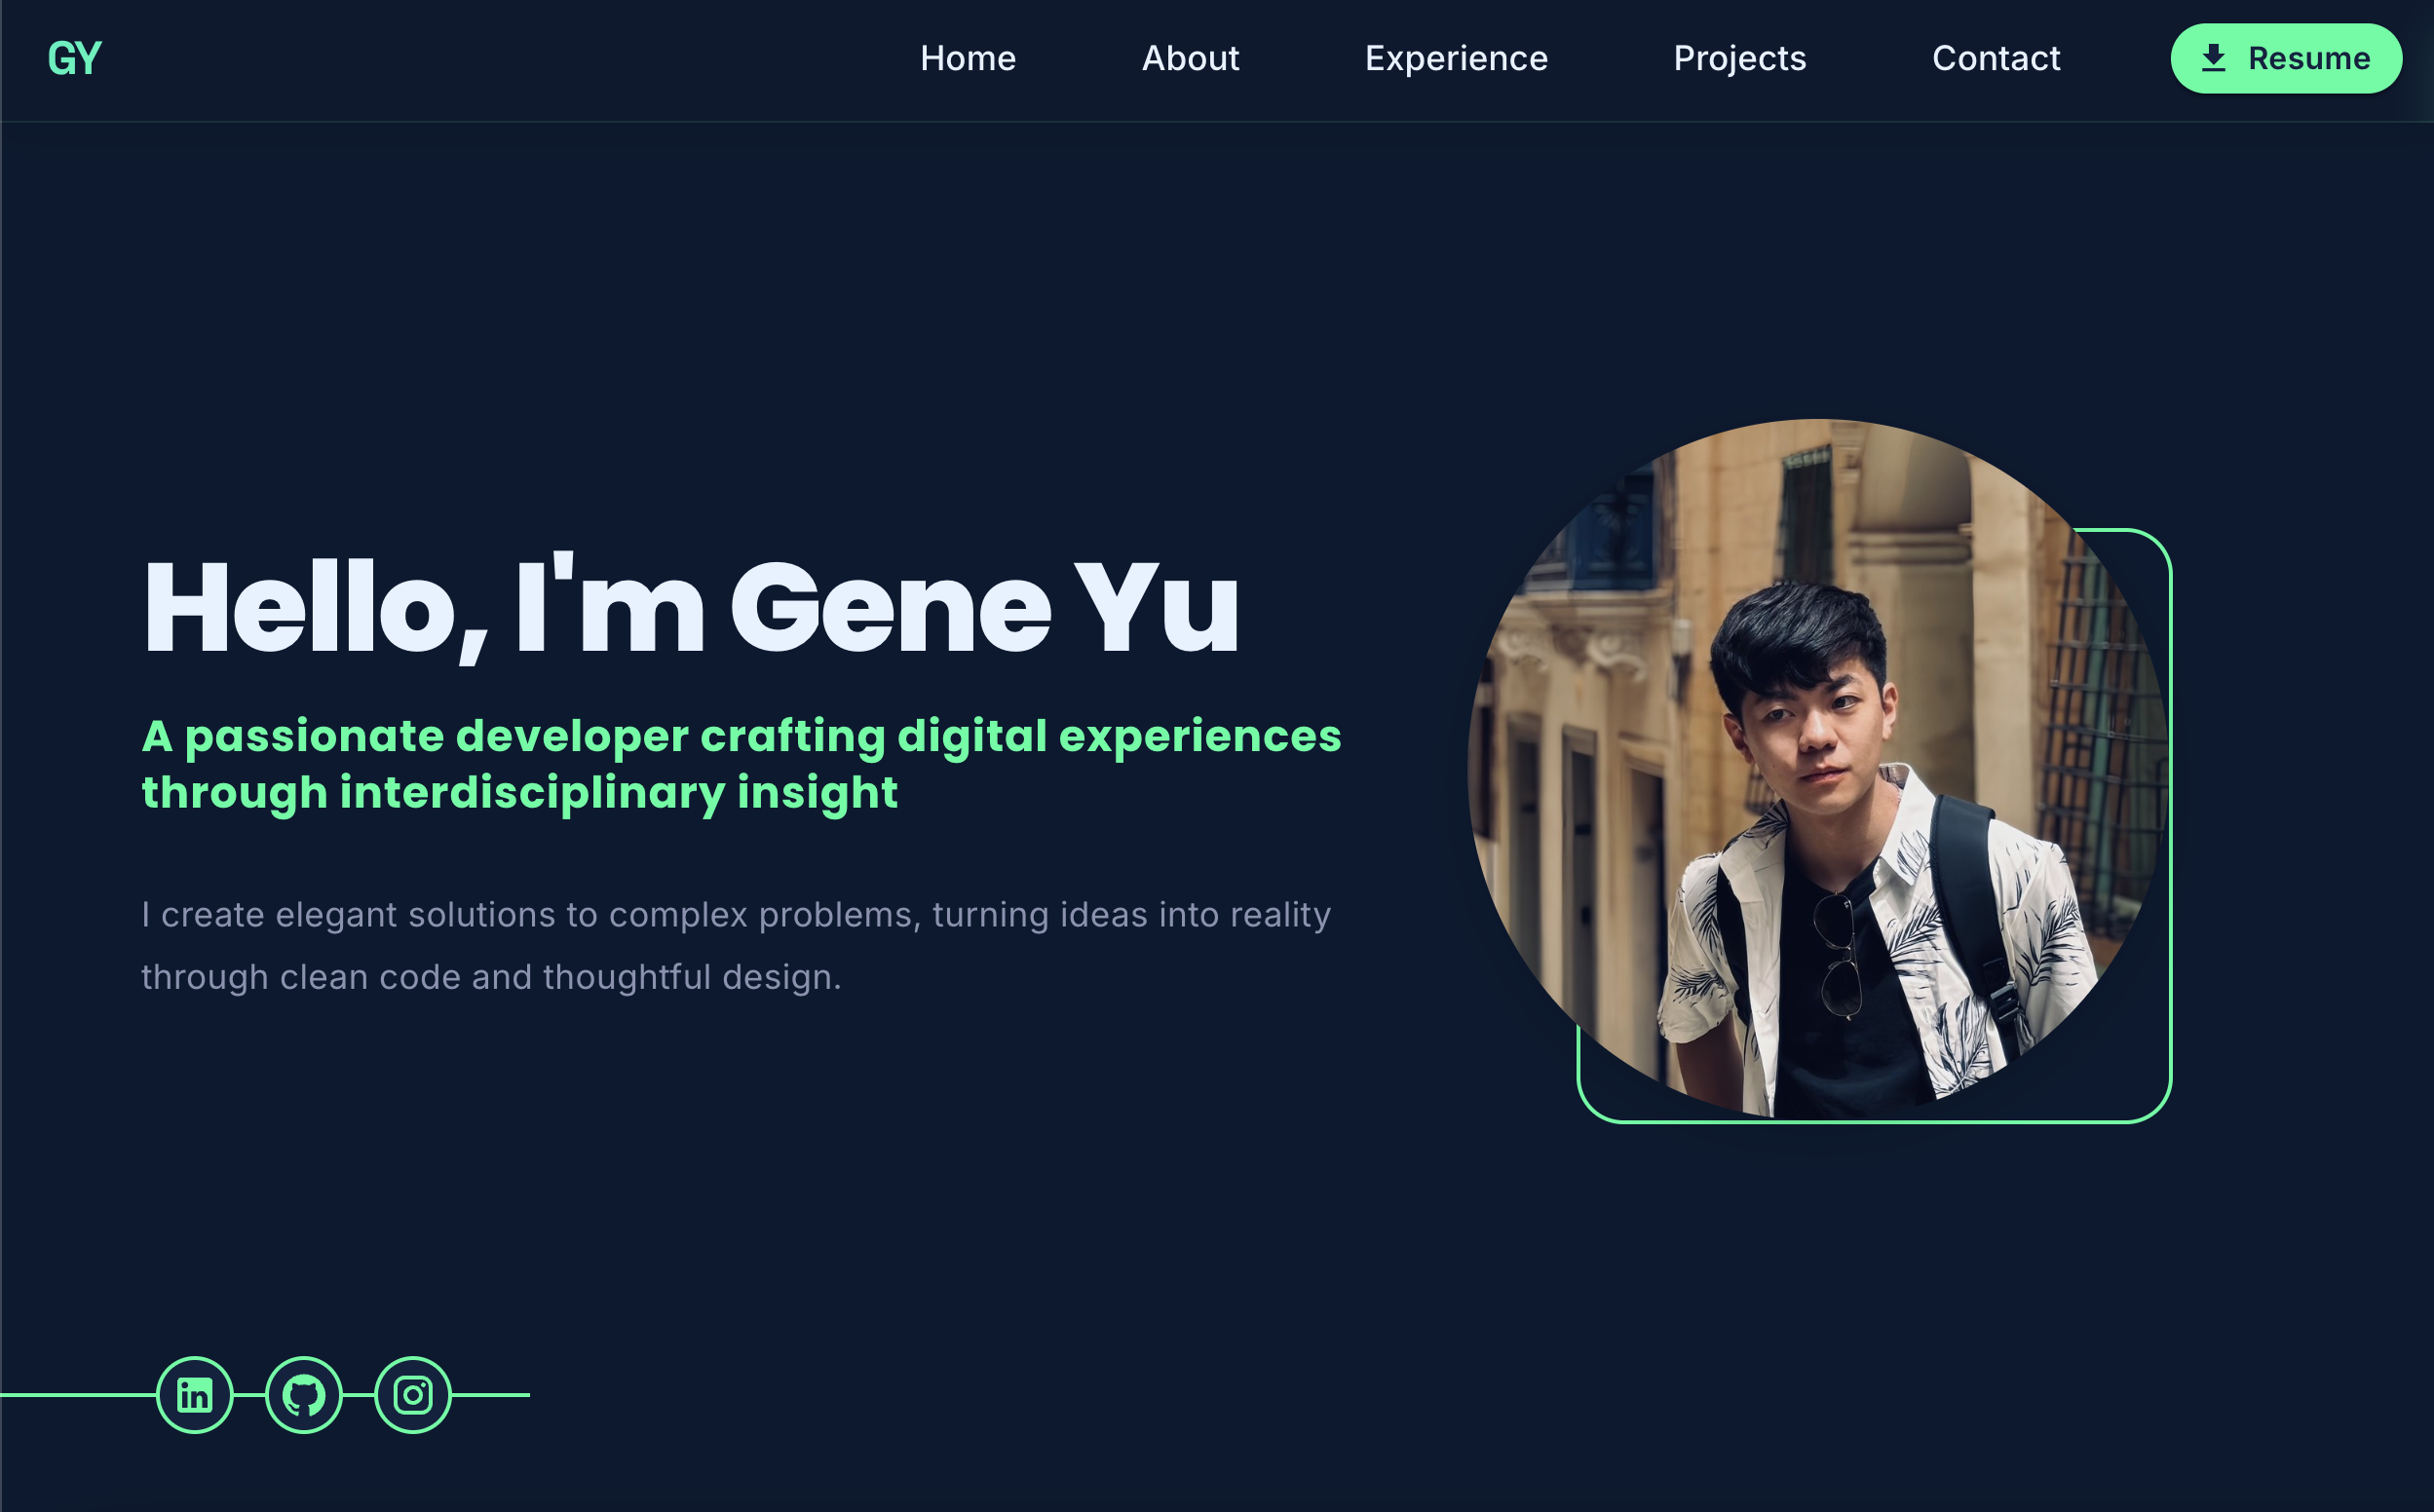 GY
Home
About
Experience
Projects
Contact
Resume
Hello, I'm Gene Yu
A passionate developer crafting digital experiences
through interdisciplinary insight
I create elegant solutions to complex problems, turning ideas into reality
through clean code and thoughtful design.
in